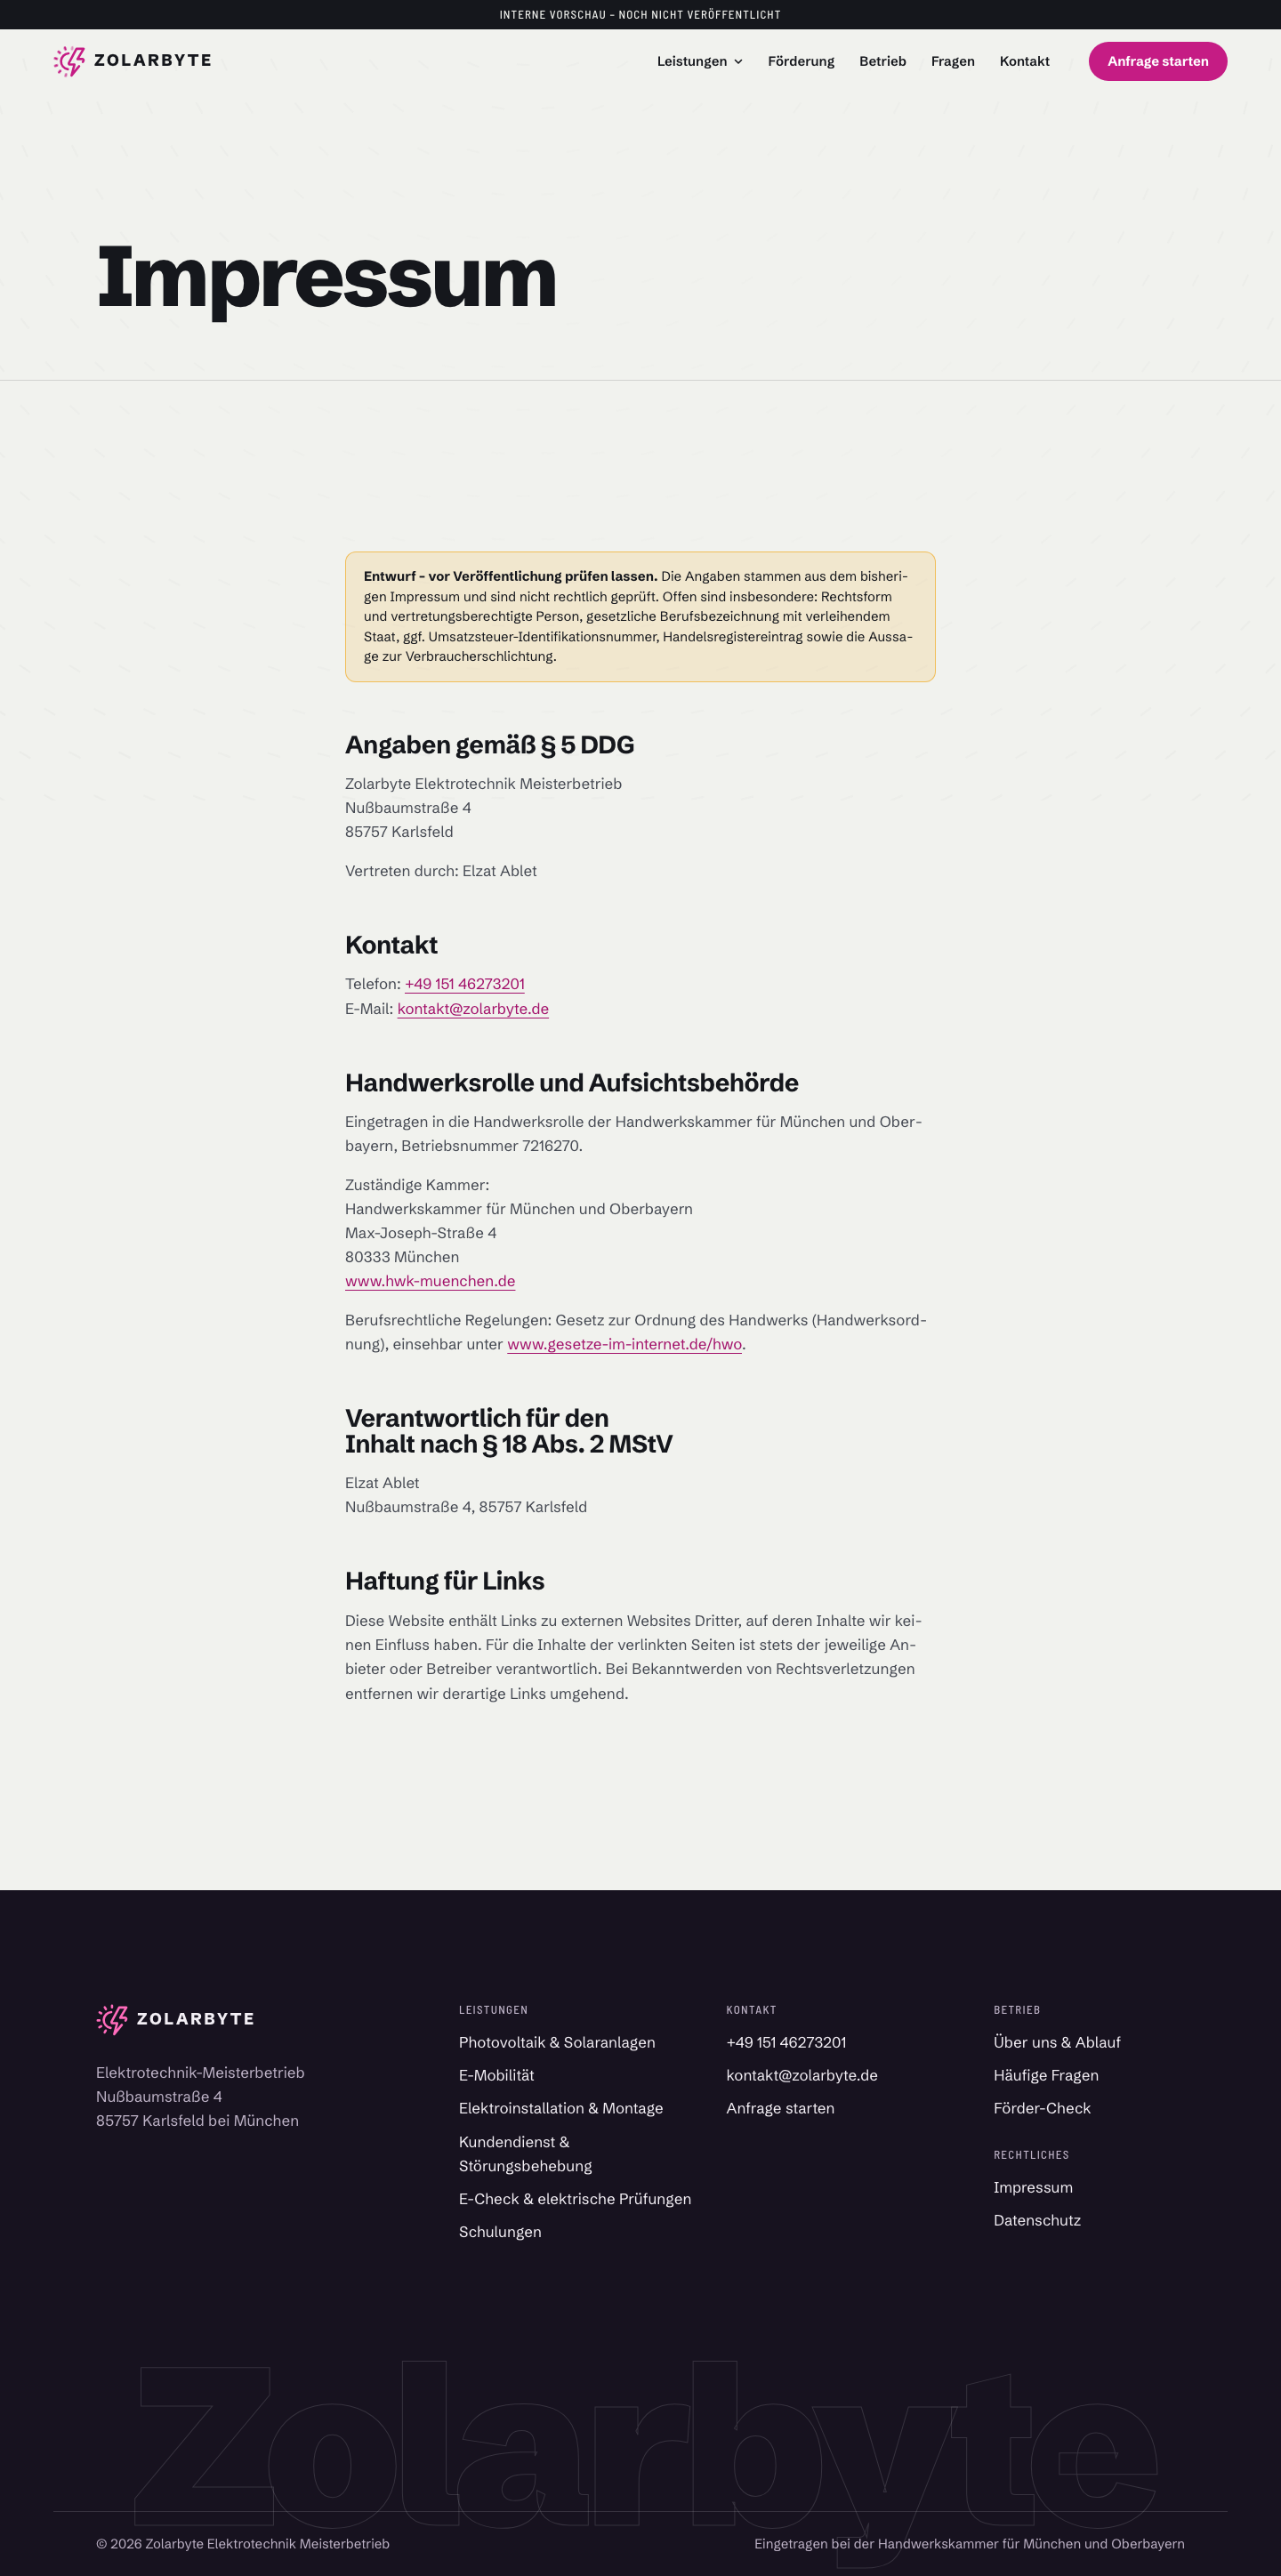 INTERNE VORSCHAU – NOCH NICHT VERÖFFENTLICHT
ZOLARBYTE
Leistungen
Förderung
Betrieb
Fragen
Kontakt
Anfrage starten
Impressum
Entwurf – vor Veröffentlichung prüfen lassen. Die Angaben stammen aus dem bisheri-
gen Impressum und sind nicht rechtlich geprüft. Offen sind insbesondere: Rechtsform
und vertretungsberechtigte Person, gesetzliche Berufsbezeichnung mit verleihendem
Staat, ggf. Umsatzsteuer-Identifikationsnummer, Handelsregistereintrag sowie die Aussa-
ge zur Verbraucherschlichtung.
Angaben gemäß § 5 DDG
Zolarbyte Elektrotechnik Meisterbetrieb
Nußbaumstraße 4
85757 Karlsfeld
Vertreten durch: Elzat Ablet
Kontakt
Telefon: +49 151 46273201
E-Mail: kontakt@zolarbyte.de
Handwerksrolle und Aufsichtsbehörde
Eingetragen in die Handwerksrolle der Handwerkskammer für München und Ober-
bayern, Betriebsnummer 7216270.
Zuständige Kammer:
Handwerkskammer für München und Oberbayern
Max-Joseph-Straße 4
80333 München
www.hwk-muenchen.de
Berufsrechtliche Regelungen: Gesetz zur Ordnung des Handwerks (Handwerksord-
nung), einsehbar unter www.gesetze-im-internet.de/hwo.
Verantwortlich für den
Inhalt nach § 18 Abs. 2 MStV
Elzat Ablet
Nußbaumstraße 4, 85757 Karlsfeld
Haftung für Links
Diese Website enthält Links zu externen Websites Dritter, auf deren Inhalte wir kei-
nen Einfluss haben. Für die Inhalte der verlinkten Seiten ist stets der jeweilige An-
bieter oder Betreiber verantwortlich. Bei Bekanntwerden von Rechtsverletzungen
entfernen wir derartige Links umgehend.
ZOLARBYTE
Elektrotechnik-Meisterbetrieb
Nußbaumstraße 4
85757 Karlsfeld bei München
LEISTUNGEN
Photovoltaik & Solaranlagen
E-Mobilität
Elektroinstallation & Montage
Kundendienst &
Störungsbehebung
E-Check & elektrische Prüfungen
Schulungen
KONTAKT
+49 151 46273201
kontakt@zolarbyte.de
Anfrage starten
BETRIEB
Über uns & Ablauf
Häufige Fragen
Förder-Check
RECHTLICHES
Impressum
Datenschutz
Zolarbyte
© 2026 Zolarbyte Elektrotechnik Meisterbetrieb
Eingetragen bei der Handwerkskammer für München und Oberbayern